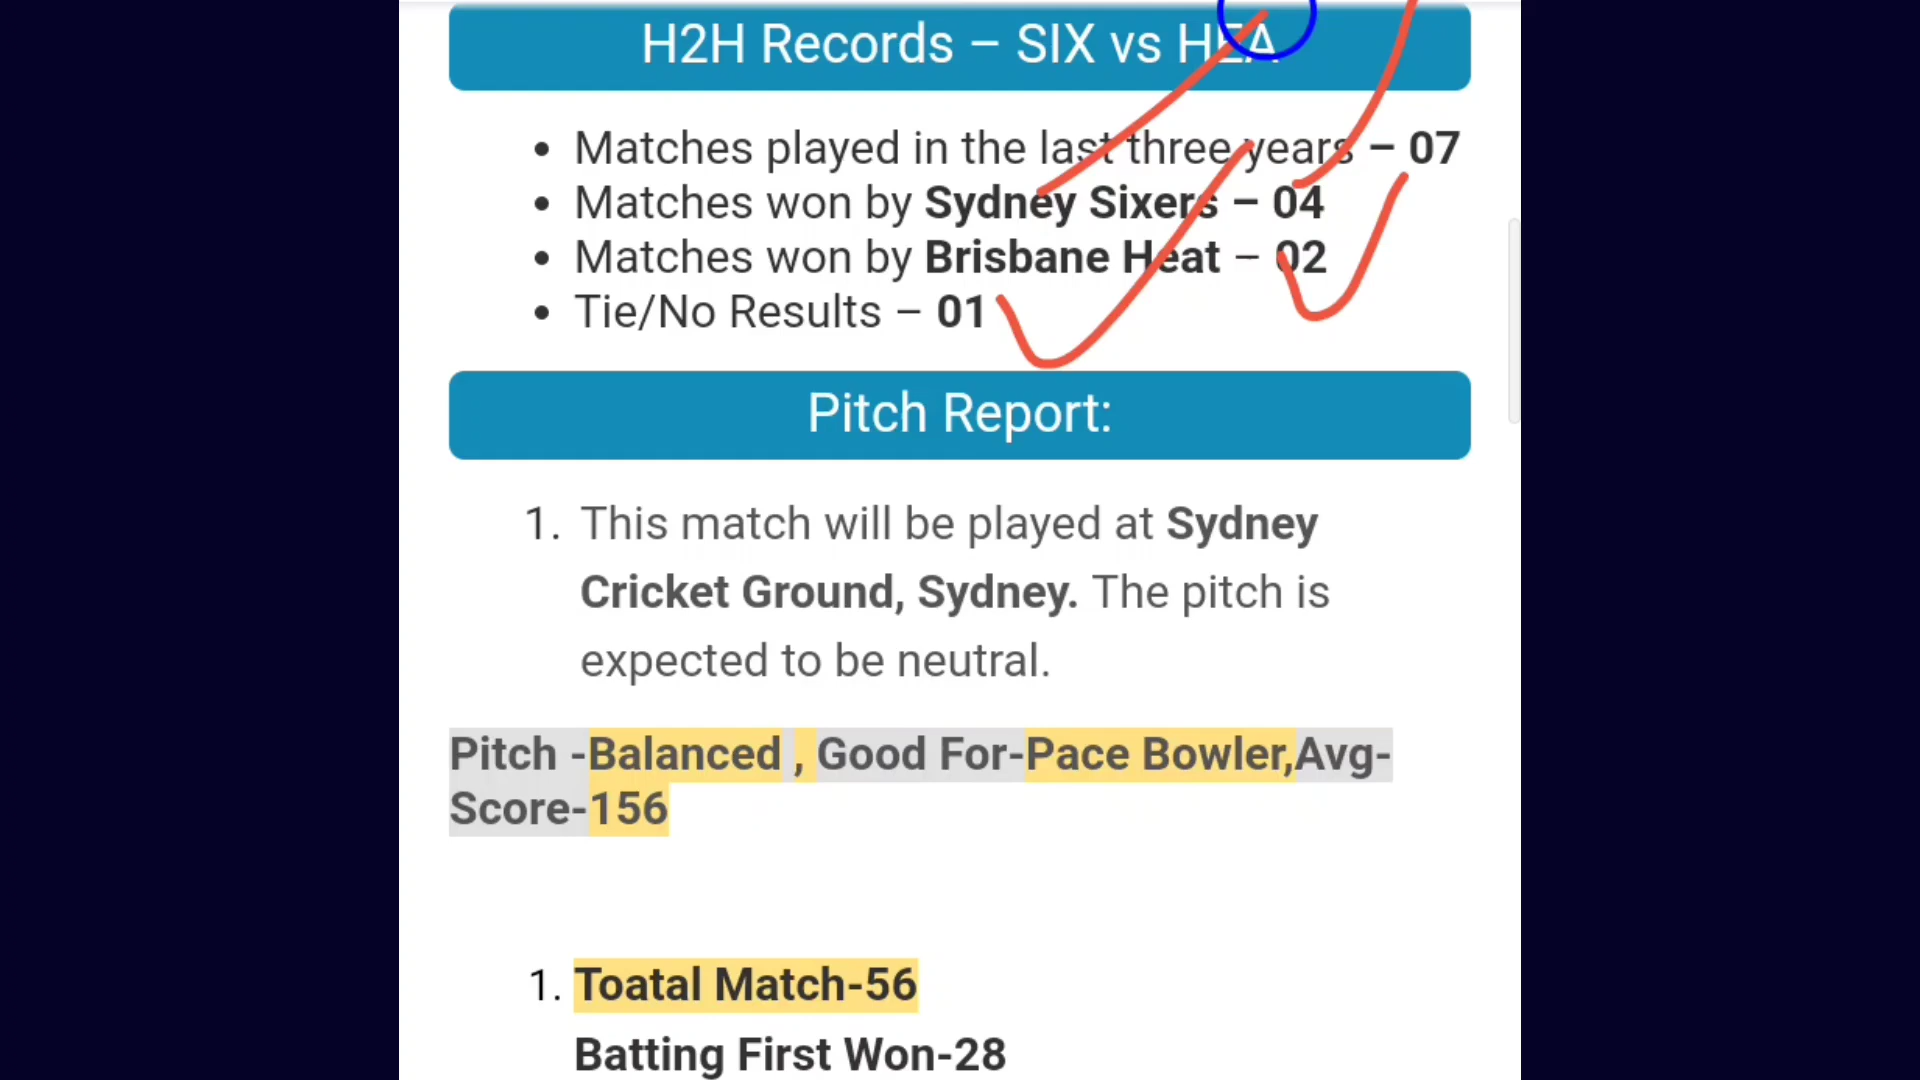 H2H Records – SIX vs HEA
• Matches played in the last three years – 07
• Matches won by Sydney Sixers – 04
• Matches won by Brisbane Heat – 02
• Tie/No Results – 01
Pitch Report:
1. This match will be played at Sydney
Cricket Ground, Sydney. The pitch is
expected to be neutral.
Pitch -Balanced , Good For-Pace Bowler,Avg-
Score-156
1. Toatal Match-56
Batting First Won-28